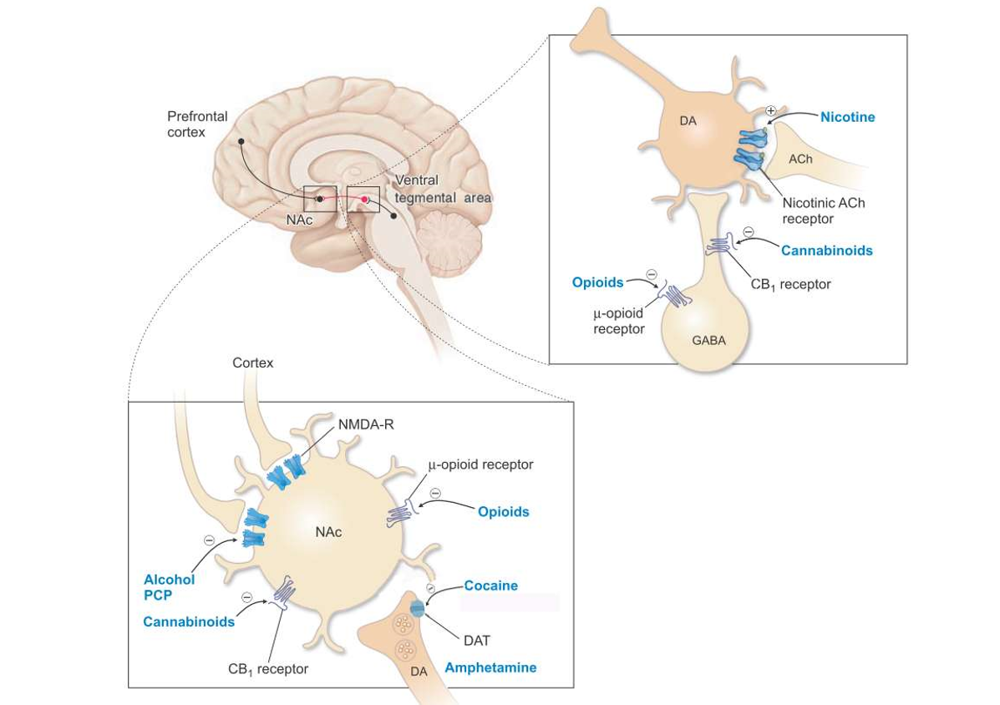 Prefrontal
cortex
NAc
Ventral
tegmental area
DA
+
Nicotine
ACh
Nicotinic ACh
receptor
−
Cannabinoids
CB1 receptor
Opioids
−
μ-opioid
receptor
GABA
Cortex
NMDA-R
μ-opioid receptor
−
Opioids
NAc
−
Alcohol
PCP
−
Cannabinoids
CB1 receptor
−
Cocaine
DAT
DA
Amphetamine